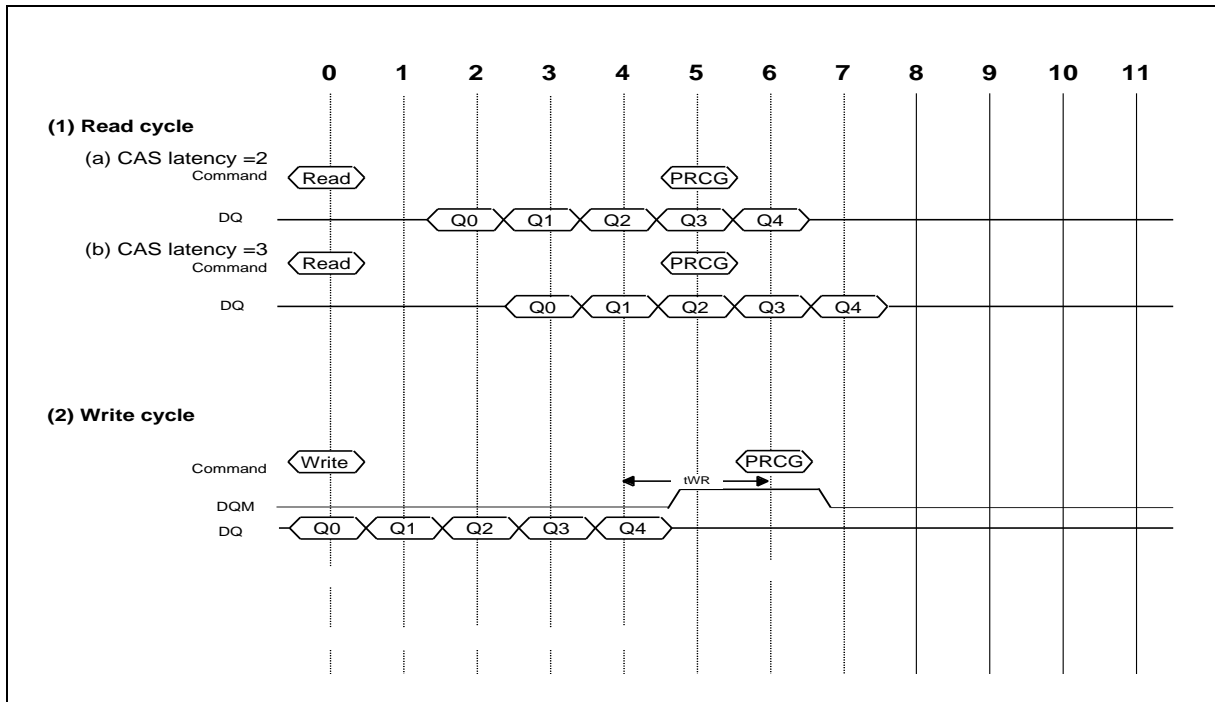 0 1 2 3 4 5 6 7 8 9 10 11
(1) Read cycle
(a) CAS latency =2
Command Read PRCG
DQ Q0 Q1 Q2 Q3 Q4
(b) CAS latency =3
Command Read PRCG
DQ Q0 Q1 Q2 Q3 Q4
(2) Write cycle
Command Write PRCG
tWR
DQM
DQ Q0 Q1 Q2 Q3 Q4